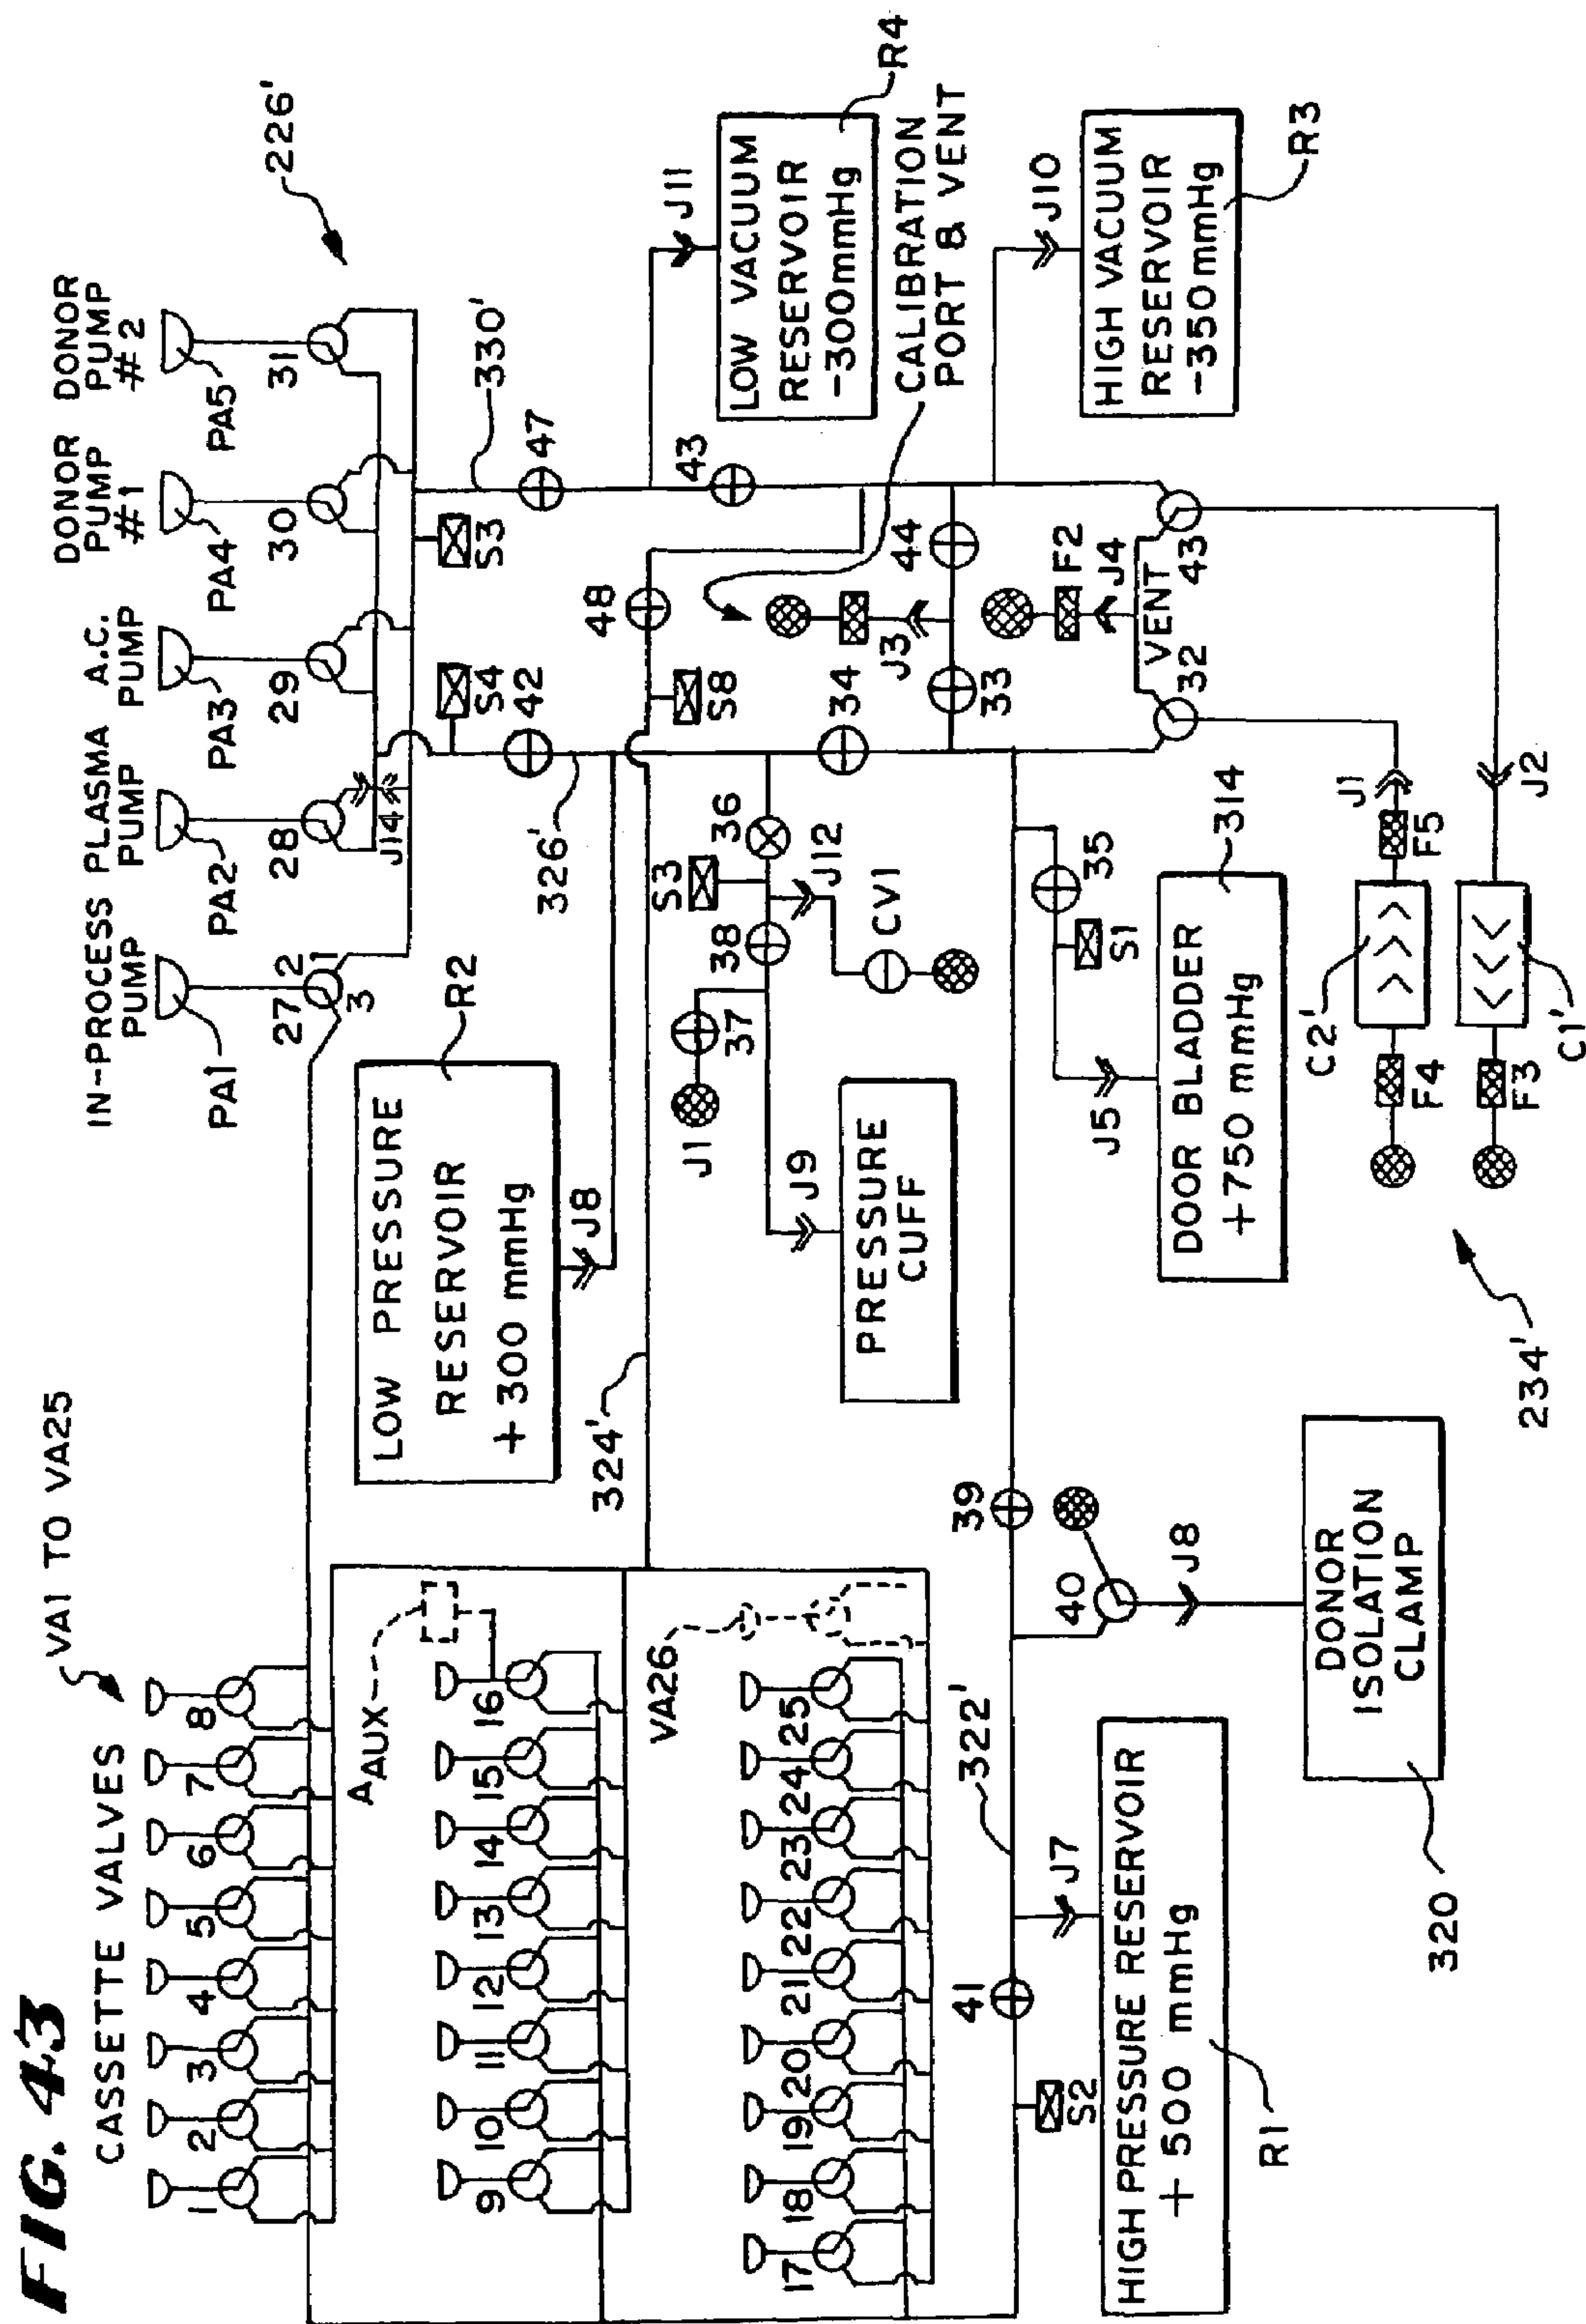 FIG. 43
CASSETTE VALVES
VA1 TO VA25
1
2
3
4
5
6
7
8
AAUX
9
10
11
12
13
14
15
16
VA26
17
18
19
20
21
22
23
24
25
IN-PROCESS
PUMP
PLASMA
PUMP
A.C.
PUMP
DONOR
PUMP
#1
DONOR
PUMP
#2
226'
PA1
PA2
PA3
PA4
PA5
27
2
1
3
28
J14
29
30
31
S4
S3
330'
42
47
326'
LOW PRESSURE
RESERVOIR
+300 mmHg
R2
J8
324'
48
S8
43
J11
LOW VACUUM
RESERVOIR
-300mmHg
R4
CALIBRATION
PORT & VENT
34
J3
33
44
36
S3
38
J12
CV1
37
J1
J9
PRESSURE
CUFF
F2
J4
VENT
32
43
J10
HIGH VACUUM
RESERVOIR
-350mmHg
R3
35
S1
J5
DOOR BLADDER
+750 mmHg
314
J1
F5
C2'
F4
J2
C1'
F3
234'
39
40
J8
DONOR
ISOLATION
CLAMP
320
322'
41
S2
J7
HIGH PRESSURE RESERVOIR
+500 mmHg
R1